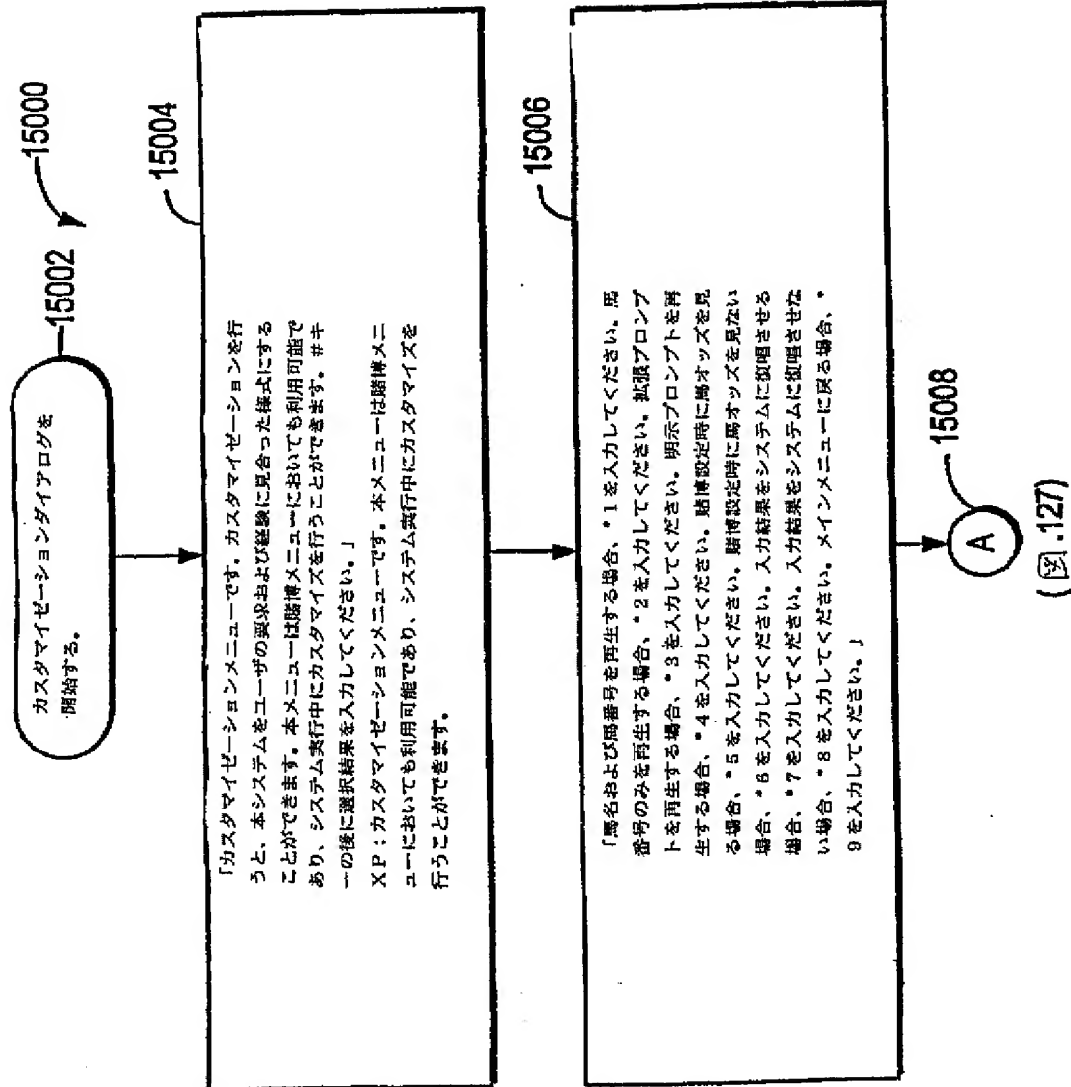 15000
15002
カスタマイゼーションダイアログを
開始する。
15004
「カスタマイゼーションメニューです。カスタマイゼーションを行
うと、本システムをユーザの要求および経験に見合った様式にする
ことができます。本メニューは賭博メニューにおいても利用可能で
あり、システム実行中にカスタマイズを行うことができます。#キ
ーの後に選択結果を入力してください。」
XP:カスタマイゼーションメニューです。本メニューは賭博メニ
ューにおいても利用可能であり、システム実行中にカスタマイズを
行うことができます。
15006
「馬名および馬番号を再生する場合、*1を入力してください。馬
番号のみを再生する場合、*2を入力してください。拡張プロンプ
トを再生する場合、*3を入力してください。明示プロンプトを再
生する場合、*4を入力してください。賭博設定時に馬オッズを見
る場合、*5を入力してください。賭博設定時に馬オッズを見ない
場合、*6を入力してください。入力結果をシステムに復唱させる
場合、*7を入力してください。入力結果をシステムに復唱させな
い場合、*8を入力してください。メインメニューに戻る場合、*
9を入力してください。」
15008
A
(図.127)